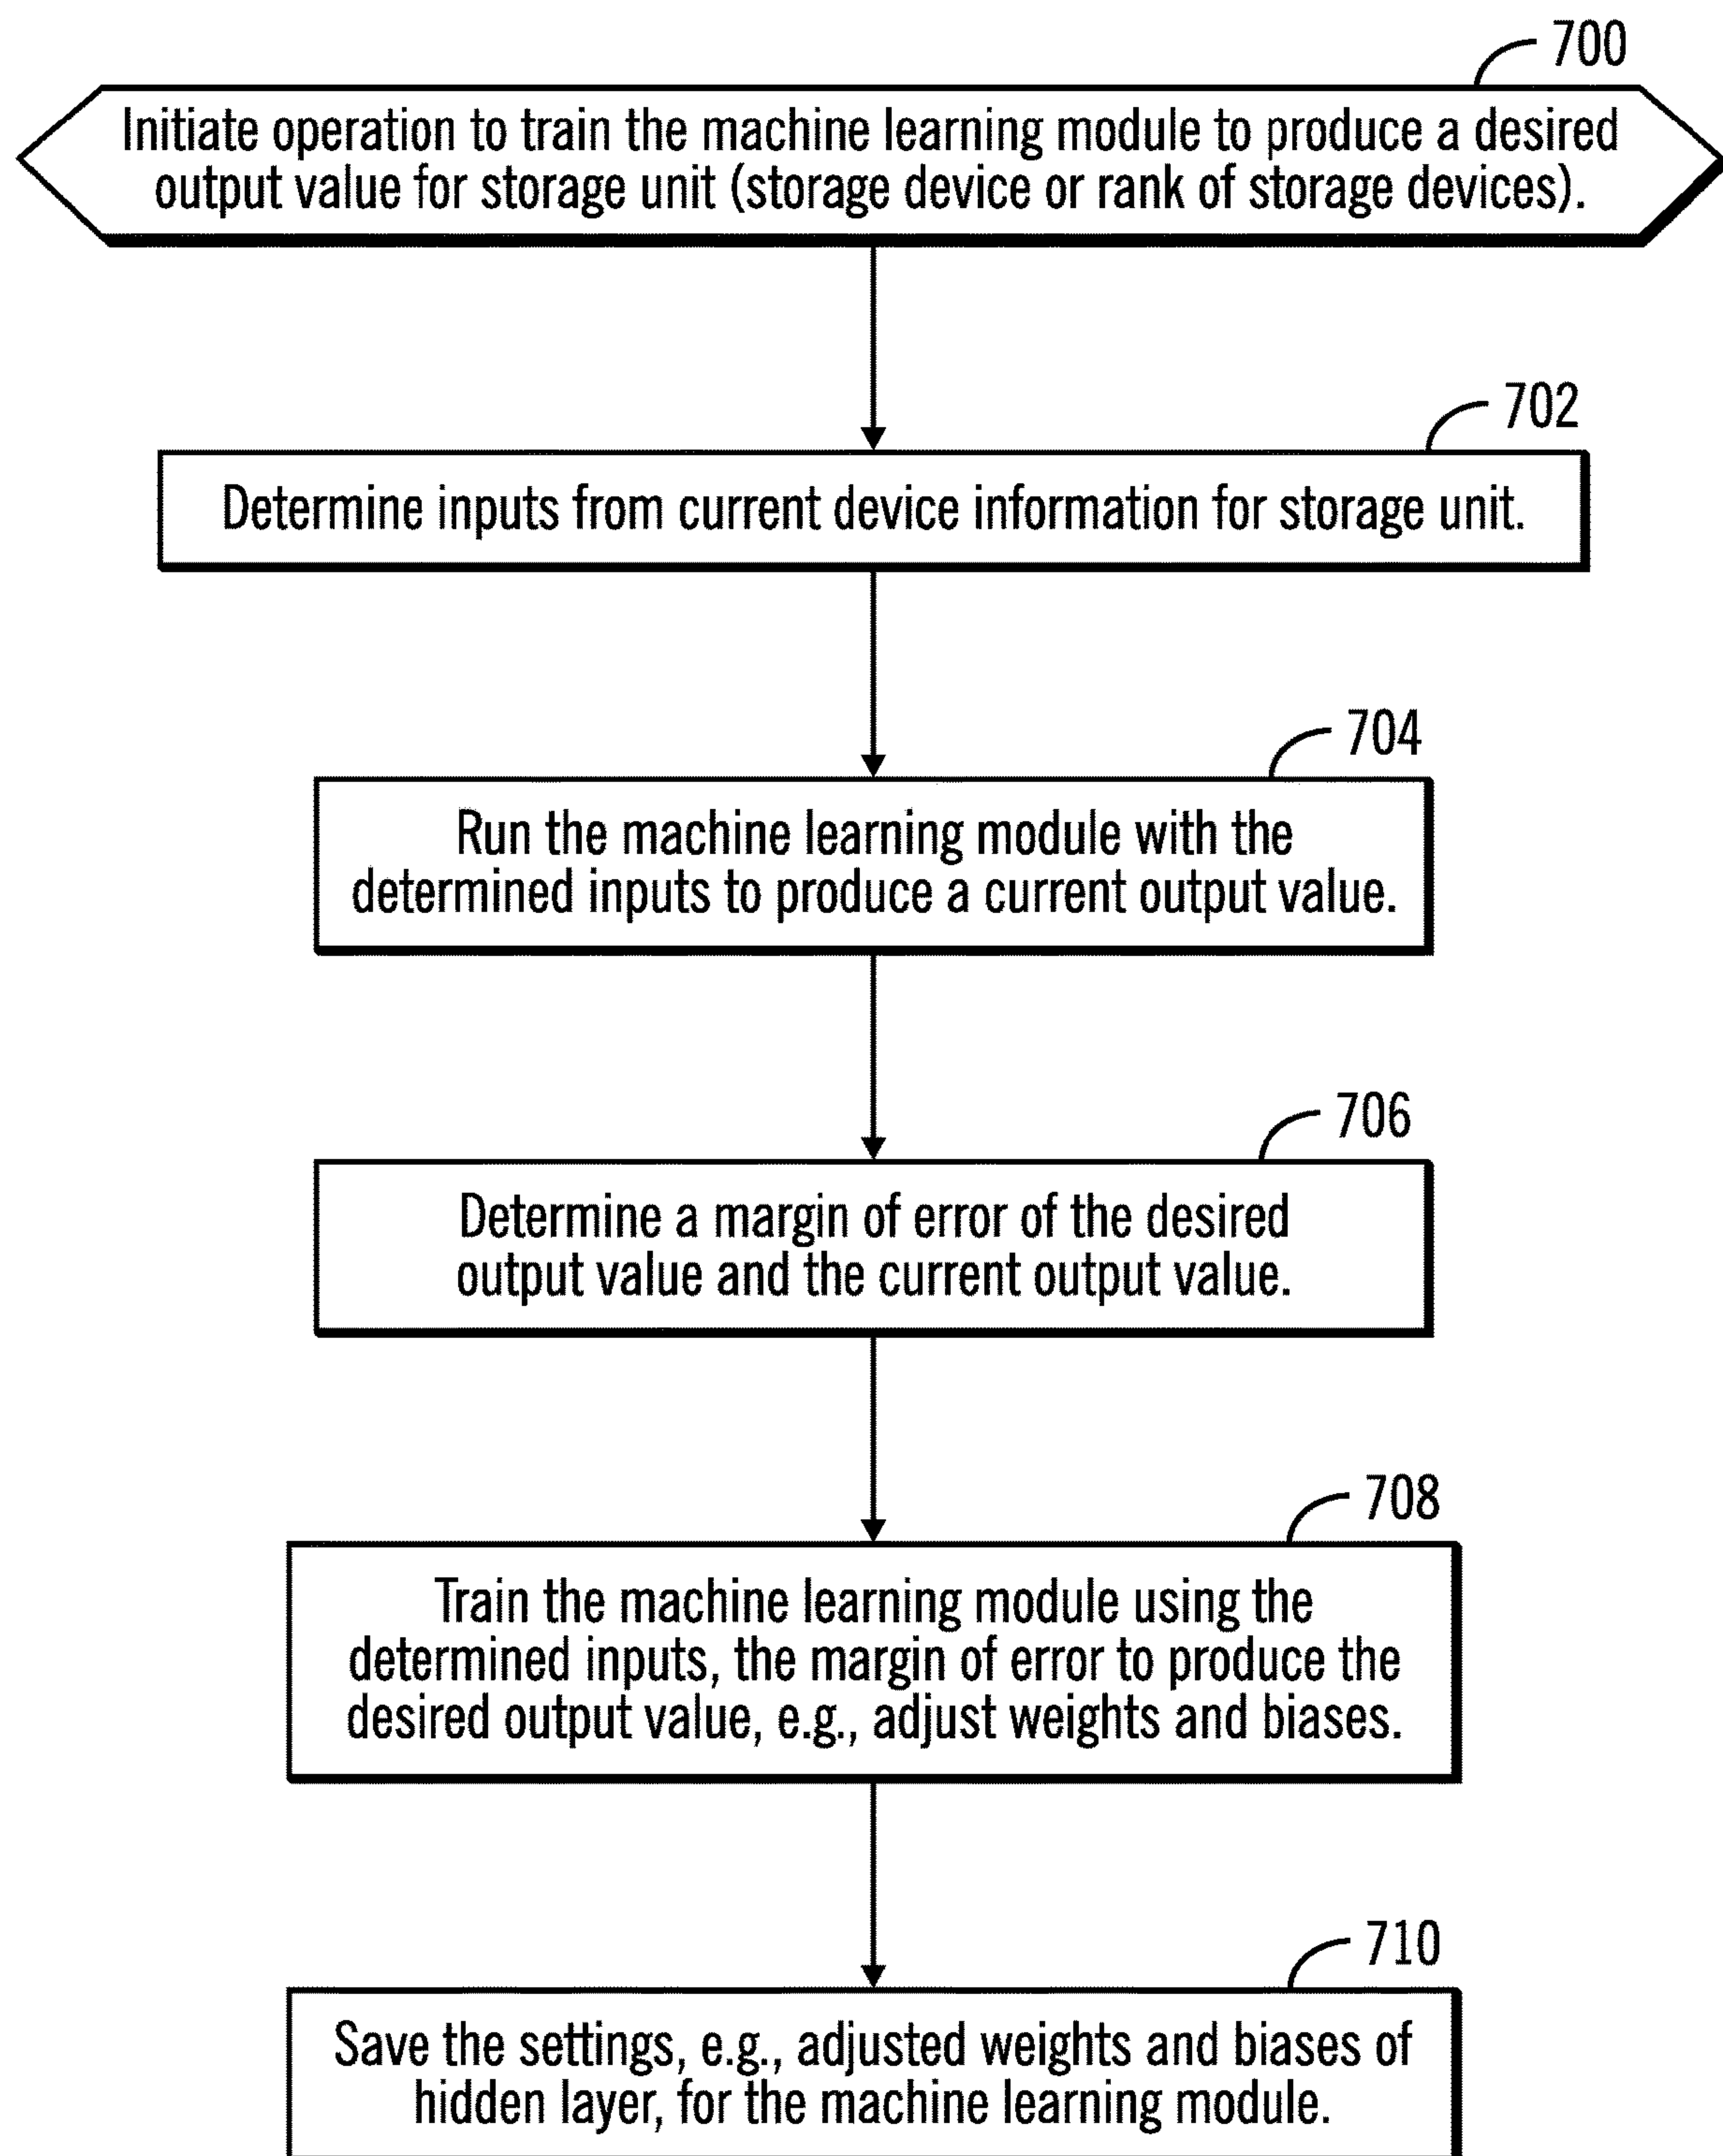 700
Initiate operation to train the machine learning module to produce a desired
output value for storage unit (storage device or rank of storage devices).
702
Determine inputs from current device information for storage unit.
704
Run the machine learning module with the
determined inputs to produce a current output value.
706
Determine a margin of error of the desired
output value and the current output value.
708
Train the machine learning module using the
determined inputs, the margin of error to produce the
desired output value, e.g., adjust weights and biases.
710
Save the settings, e.g., adjusted weights and biases of
hidden layer, for the machine learning module.